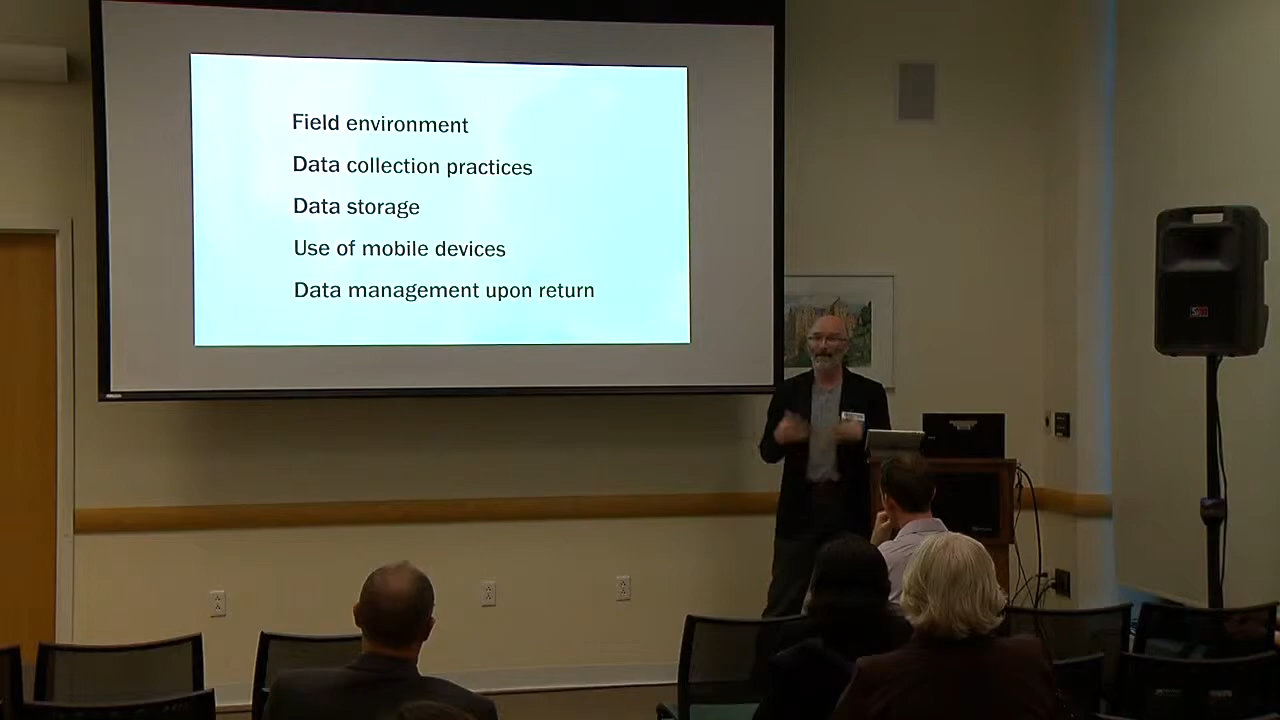 Field environment
Data collection practices
Data storage
Use of mobile devices
Data management upon return